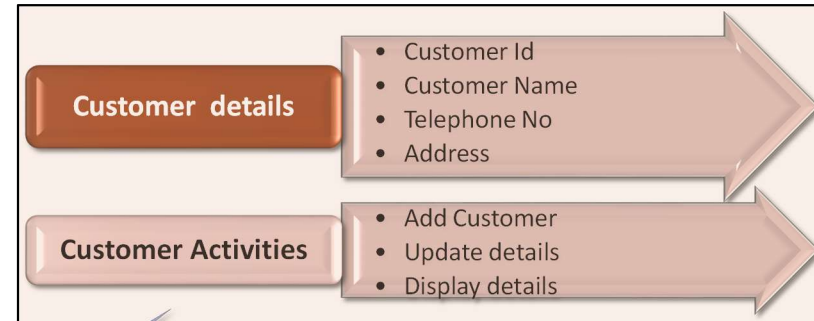 Customer details
• Customer Id
• Customer Name
• Telephone No
• Address
Customer Activities
• Add Customer
• Update details
• Display details